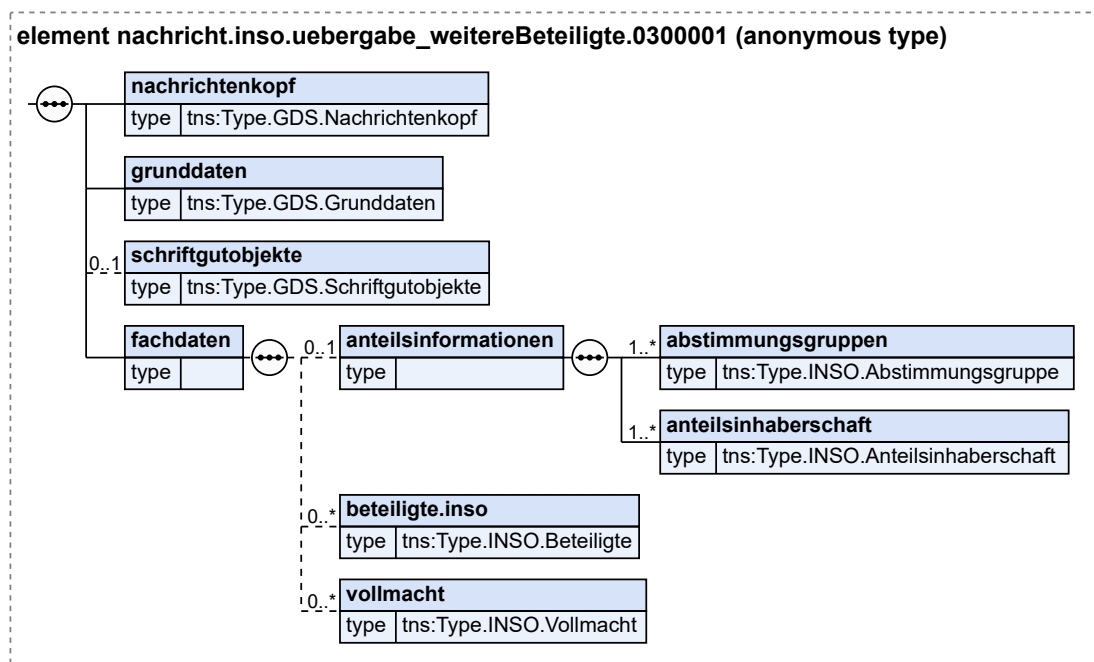 element nachricht.inso.uebergabe_weitereBeteiligte.0300001 (anonymous type)
nachrichtenkopf
type tns:Type.GDS.Nachrichtenkopf
grunddaten
type tns:Type.GDS.Grunddaten
0..1 schriftgutobjekte
type tns:Type.GDS.Schriftgutobjekte
fachdaten
type
0..1 anteilsinformationen
type
1..* abstimmungsgruppen
type tns:Type.INSO.Abstimmungsgruppe
1..* anteilsinhaberschaft
type tns:Type.INSO.Anteilsinhaberschaft
0..* beteiligte.inso
type tns:Type.INSO.Beteiligte
0..* vollmacht
type tns:Type.INSO.Vollmacht